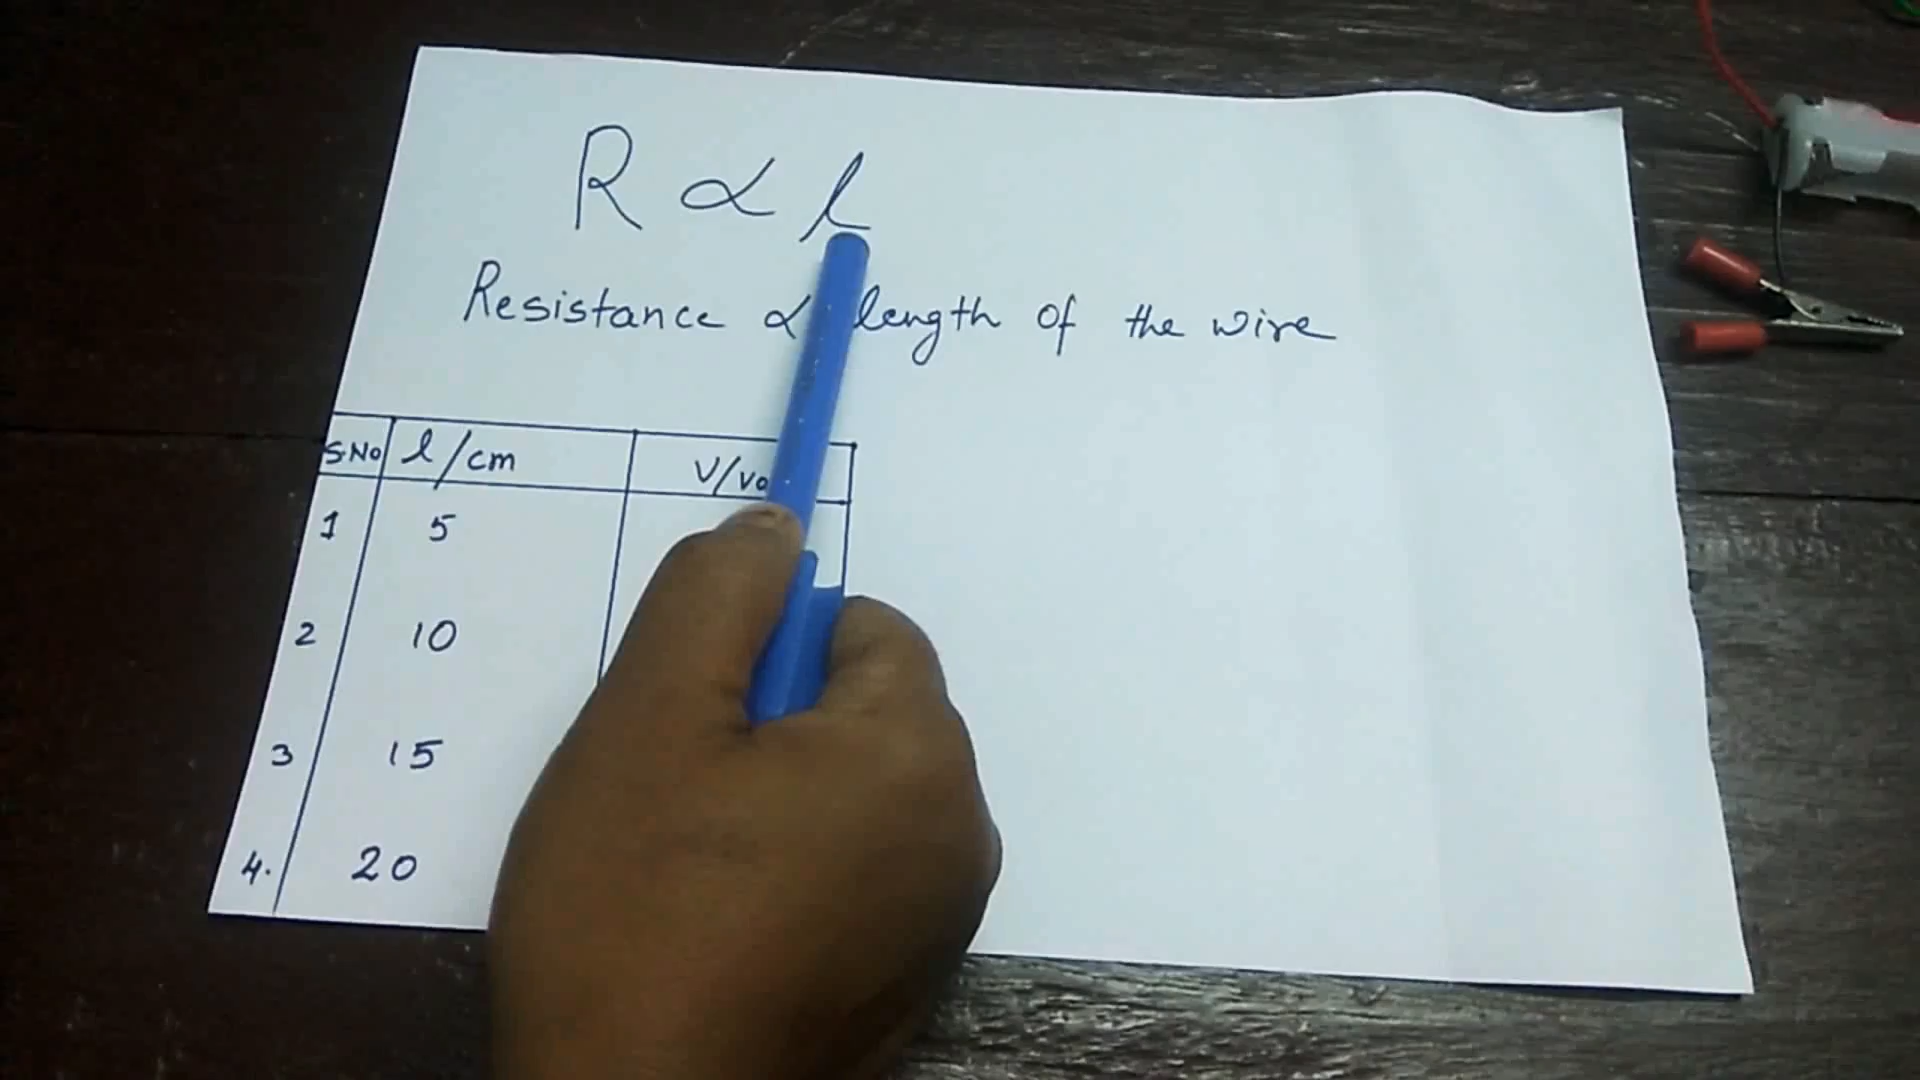 R ∝ l
Resistance ∝ length of the wire
S.No l/cm
1 5
2 10
3 15
4. 20